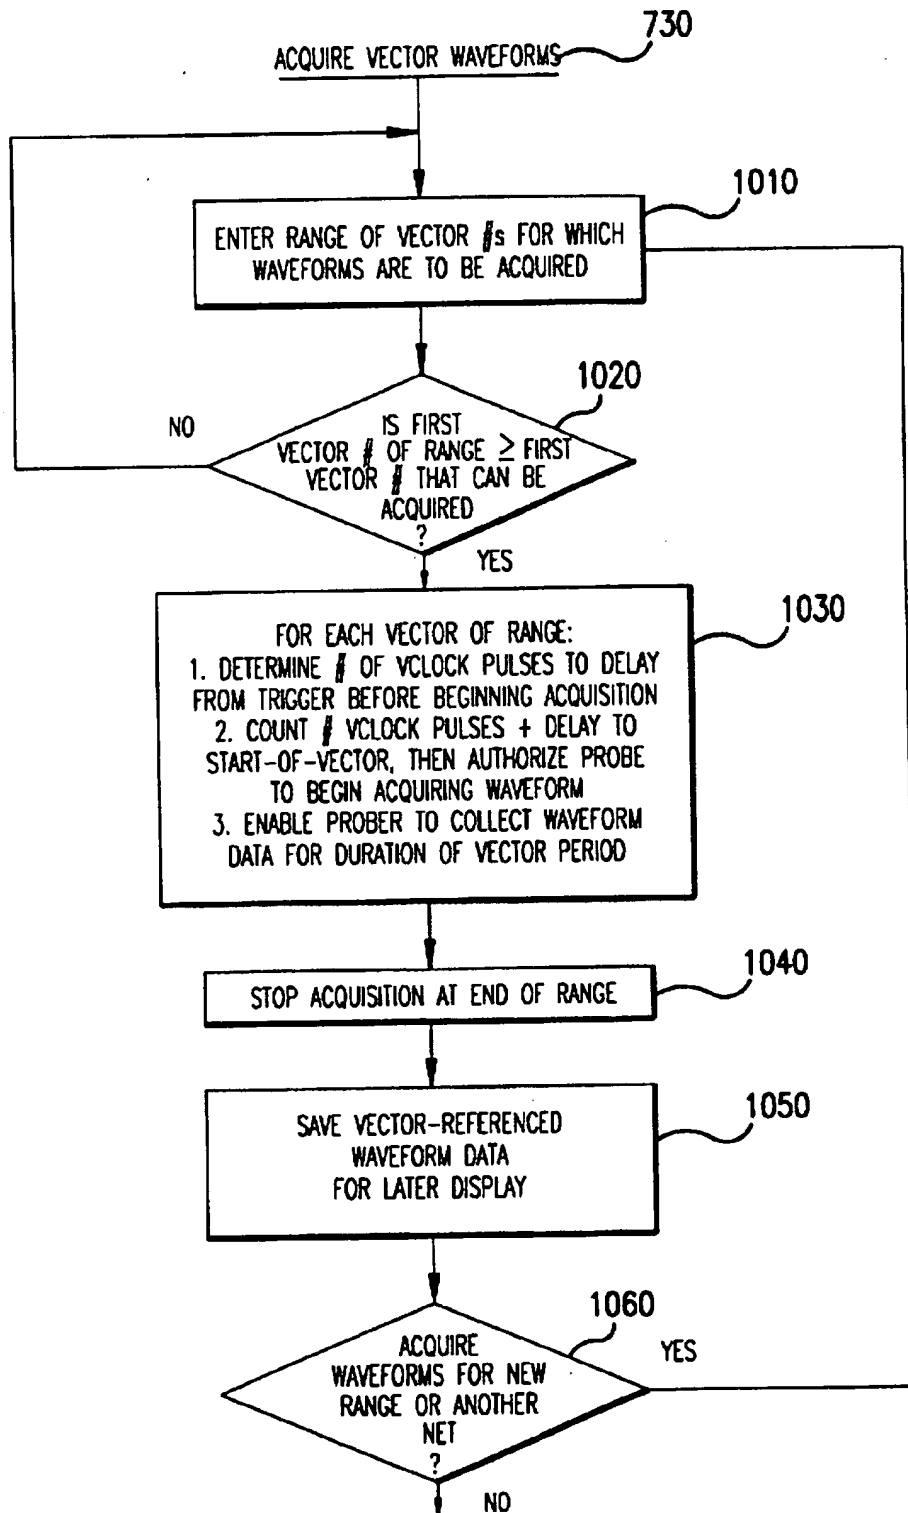 730
ACQUIRE VECTOR WAVEFORMS
1010
ENTER RANGE OF VECTOR #s FOR WHICH
WAVEFORMS ARE TO BE ACQUIRED
1020
NO
IS FIRST
VECTOR # OF RANGE ≥ FIRST
VECTOR # THAT CAN BE
ACQUIRED
?
YES
1030
FOR EACH VECTOR OF RANGE:
1. DETERMINE # OF VCLOCK PULSES TO DELAY
FROM TRIGGER BEFORE BEGINNING ACQUISITION
2. COUNT # VCLOCK PULSES + DELAY TO
START-OF-VECTOR, THEN AUTHORIZE PROBE
TO BEGIN ACQUIRING WAVEFORM
3. ENABLE PROBER TO COLLECT WAVEFORM
DATA FOR DURATION OF VECTOR PERIOD
1040
STOP ACQUISITION AT END OF RANGE
1050
SAVE VECTOR-REFERENCED
WAVEFORM DATA
FOR LATER DISPLAY
1060
YES
ACQUIRE
WAVEFORMS FOR NEW
RANGE OR ANOTHER
NET
?
NO